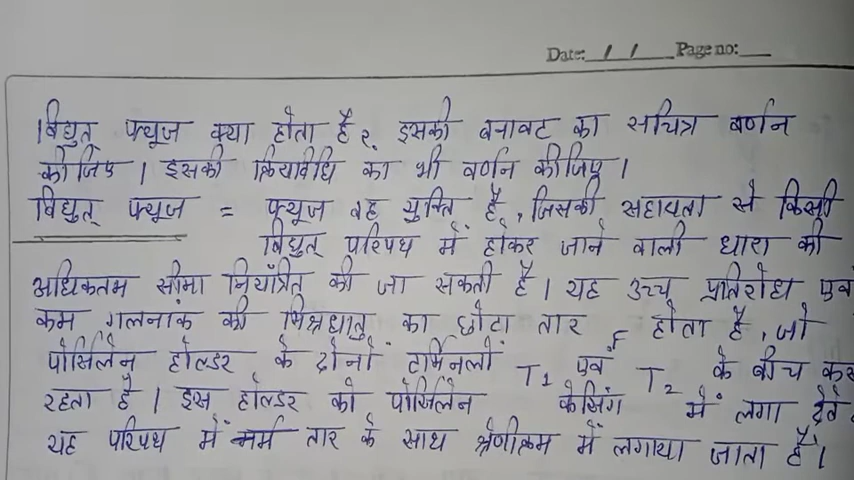 Date: / / Page no:
विद्युत् फ्यूज क्या होता है ? इसकी बनावट का सचित्र वर्णन
कीजिए । इसकी क्रियाविधि का भी वर्णन कीजिए ।
विद्युत् फ्यूज = फ्यूज वह युक्ति है , जिसकी सहायता से किसी
विद्युत् परिपथ में होकर जाने वाली धारा की
अधिकतम सीमा नियंत्रित की जा सकती है । यह उच्च प्रतिरोध एवं
कम गलनांक की मिश्रधातु का छोटा तार F होता है , जो
पोर्सिलेन होल्डर के दोनों टर्मिनलों T1 एवं T2 के बीच कस
रहता है । इस होल्डर को पोर्सिलेन केसिंग में लगा देते
यह परिपथ में गर्म तार के साथ श्रेणीक्रम में लगाया जाता है ।